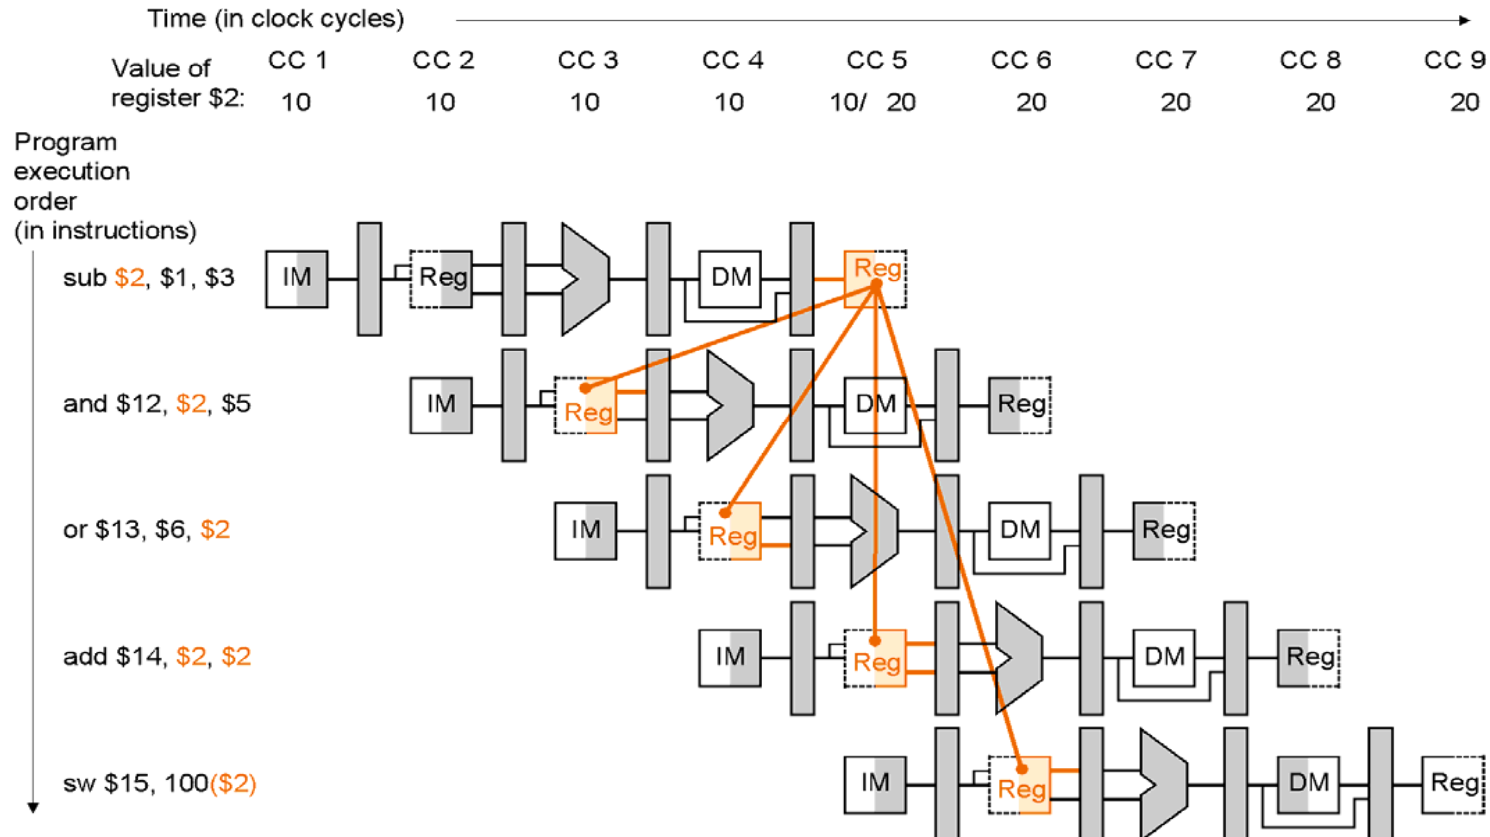 Time (in clock cycles)
CC 1 CC 2 CC 3 CC 4 CC 5 CC 6 CC 7 CC 8 CC 9
Value of
register $2:
10 10 10 10 10/ 20 20 20 20 20
Program
execution
order
(in instructions)
sub $2, $1, $3
IM Reg DM Reg
and $12, $2, $5
IM Reg DM Reg
or $13, $6, $2
IM Reg DM Reg
add $14, $2, $2
IM Reg DM Reg
sw $15, 100($2)
IM Reg DM Reg